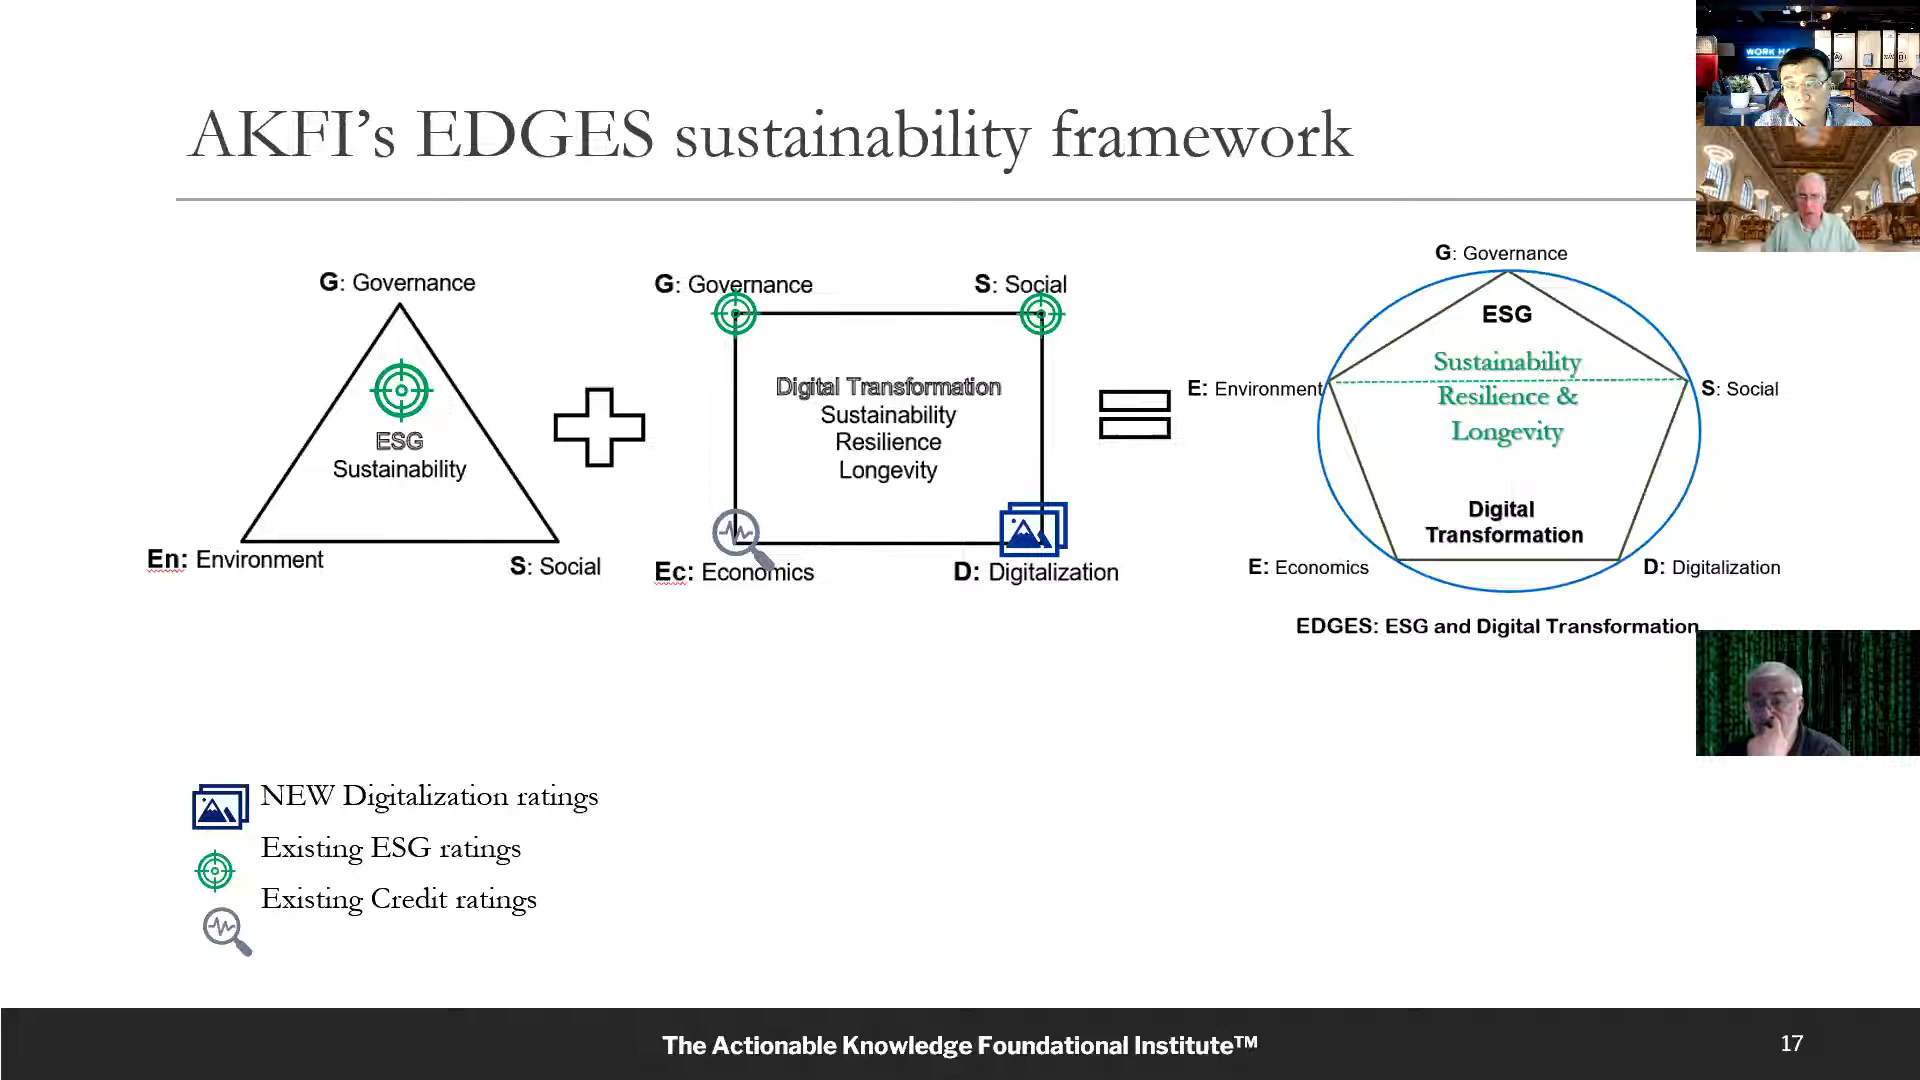 AKFI’s EDGES sustainability framework
G: Governance
ESG
Sustainability
En: Environment
S: Social
G: Governance
S: Social
Digital Transformation
Sustainability
Resilience
Longevity
Ec: Economics
D: Digitalization
G: Governance
ESG
Sustainability
E: Environment
S: Social
Resilience &
Longevity
Digital
Transformation
E: Economics
D: Digitalization
EDGES: ESG and Digital Transformation
NEW Digitalization ratings
Existing ESG ratings
Existing Credit ratings
The Actionable Knowledge Foundational Institute™
17
WORK